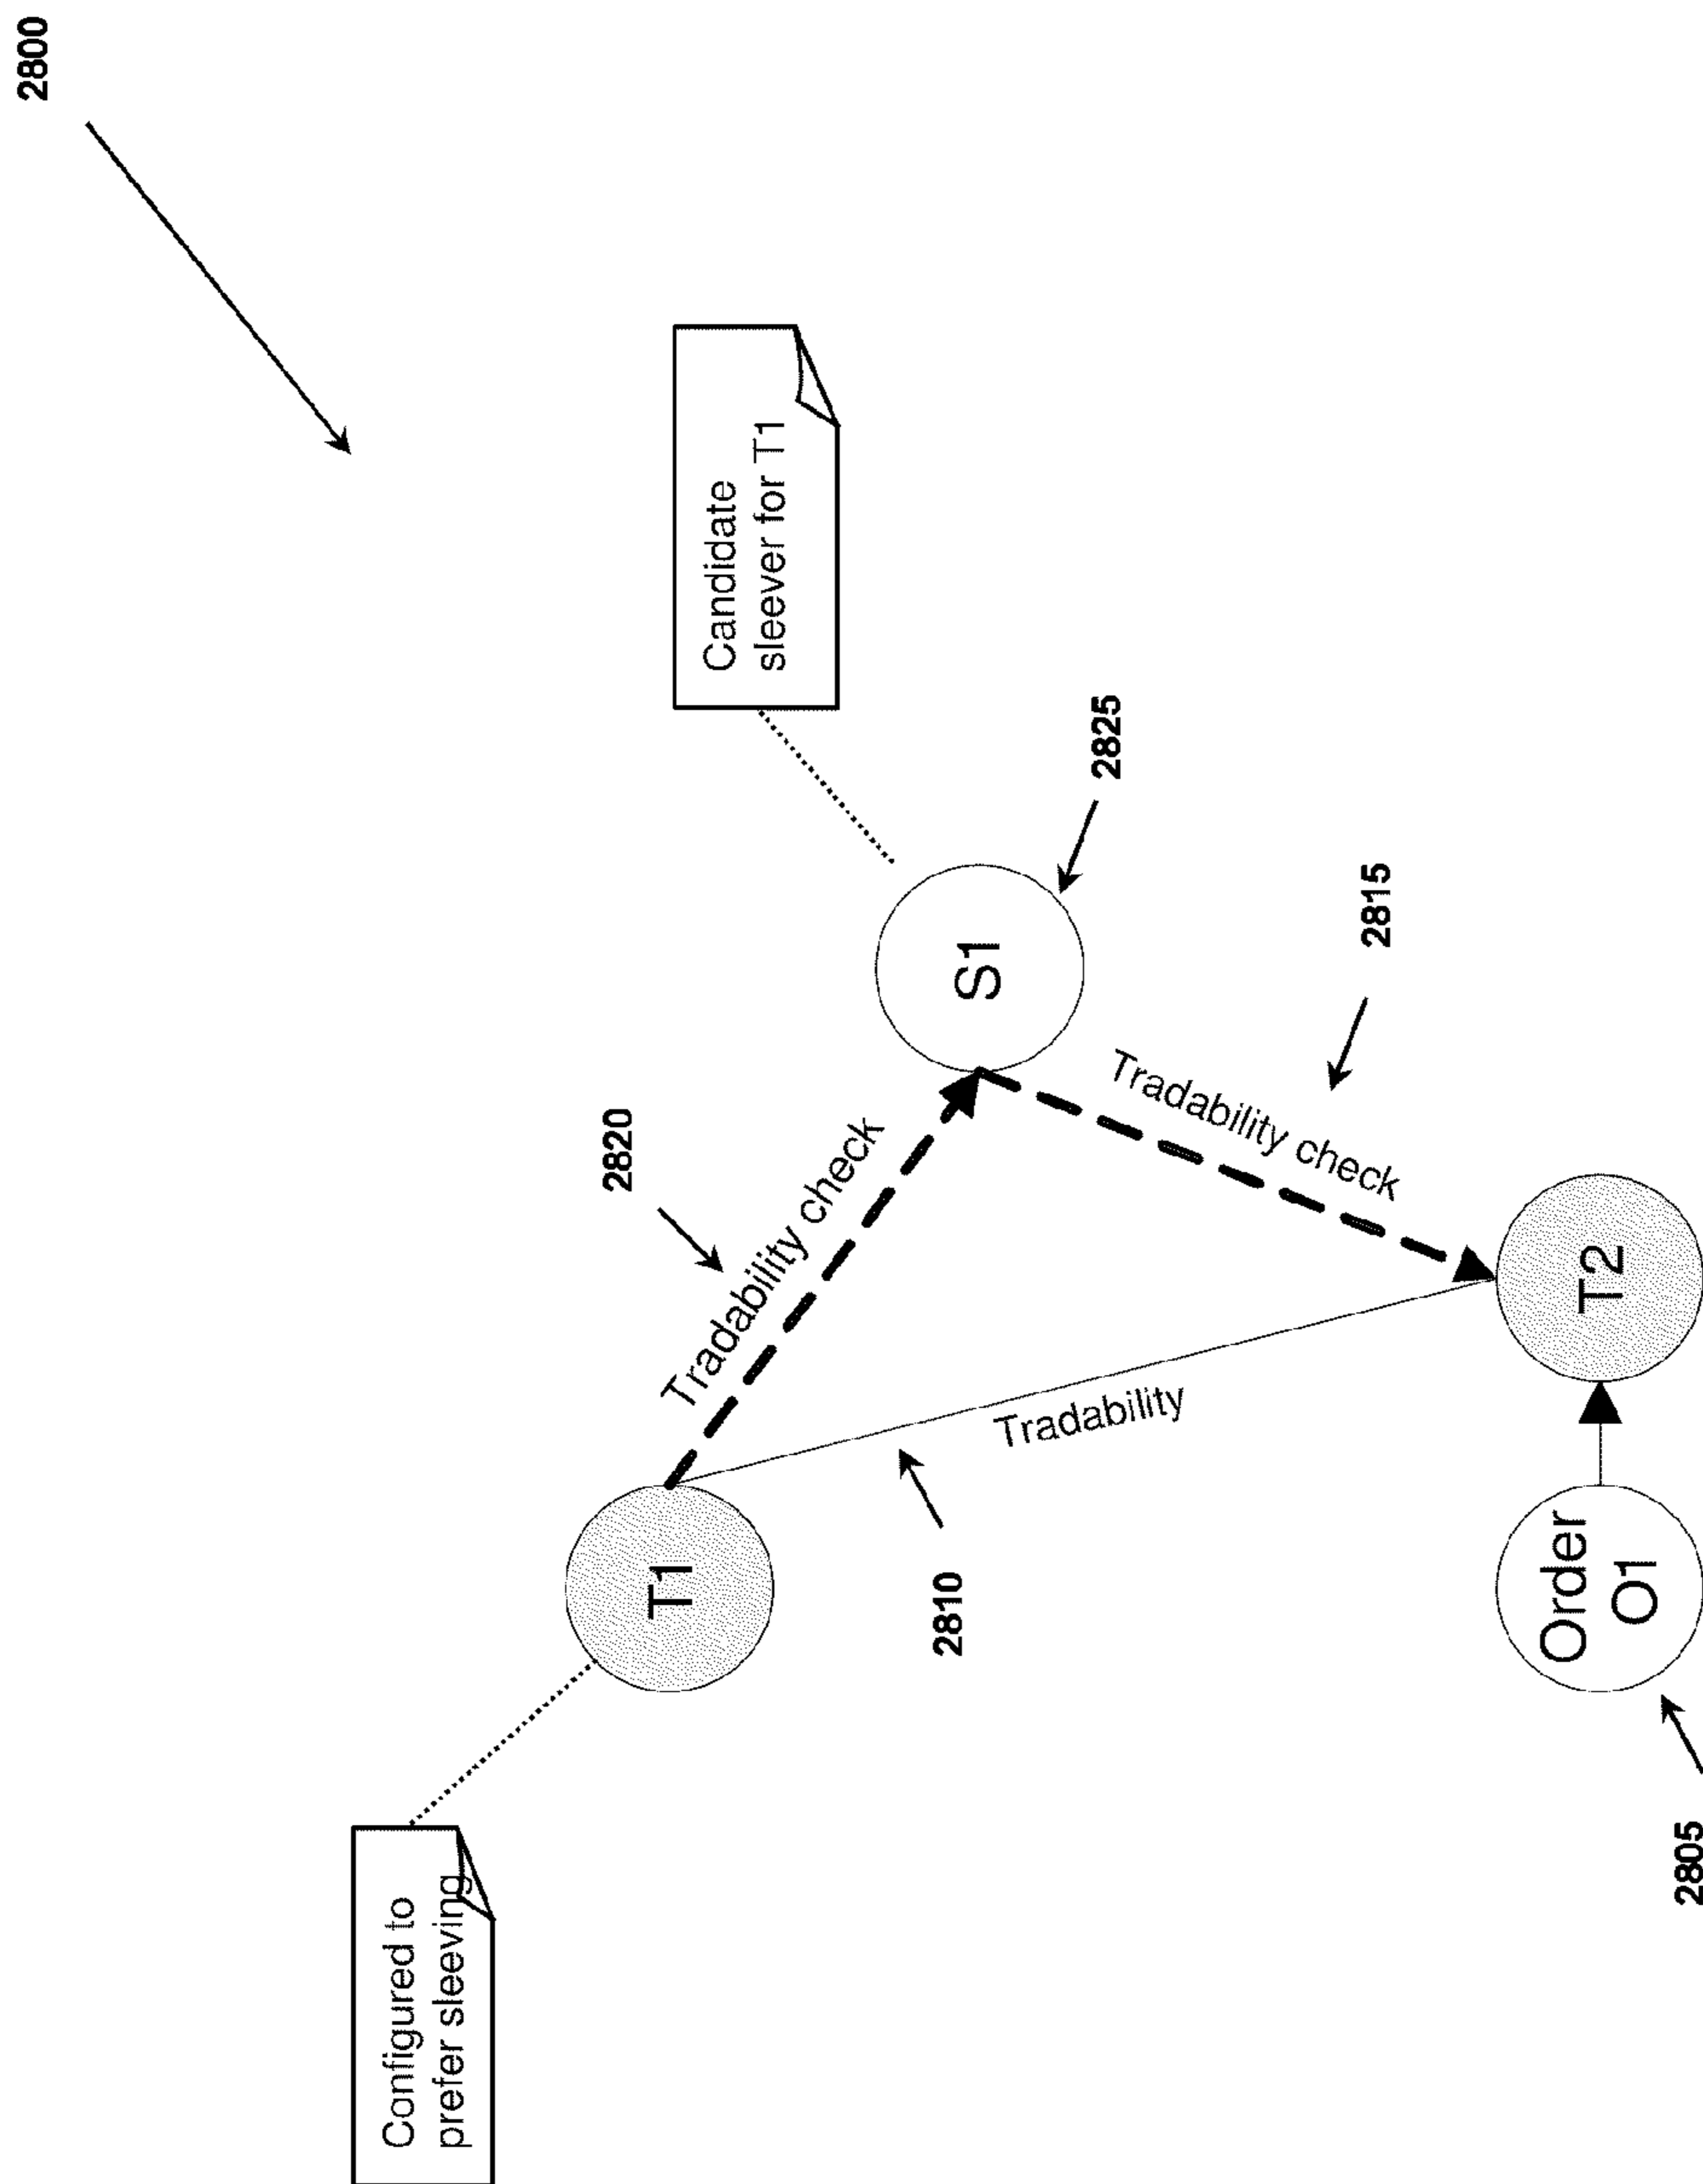 2800
Configured to
prefer sleeving
Candidate
sleever for T1
2820
T1
Tradability check
S1
2825
2810
Tradability
Tradability check
2815
Order
O1
T2
2805